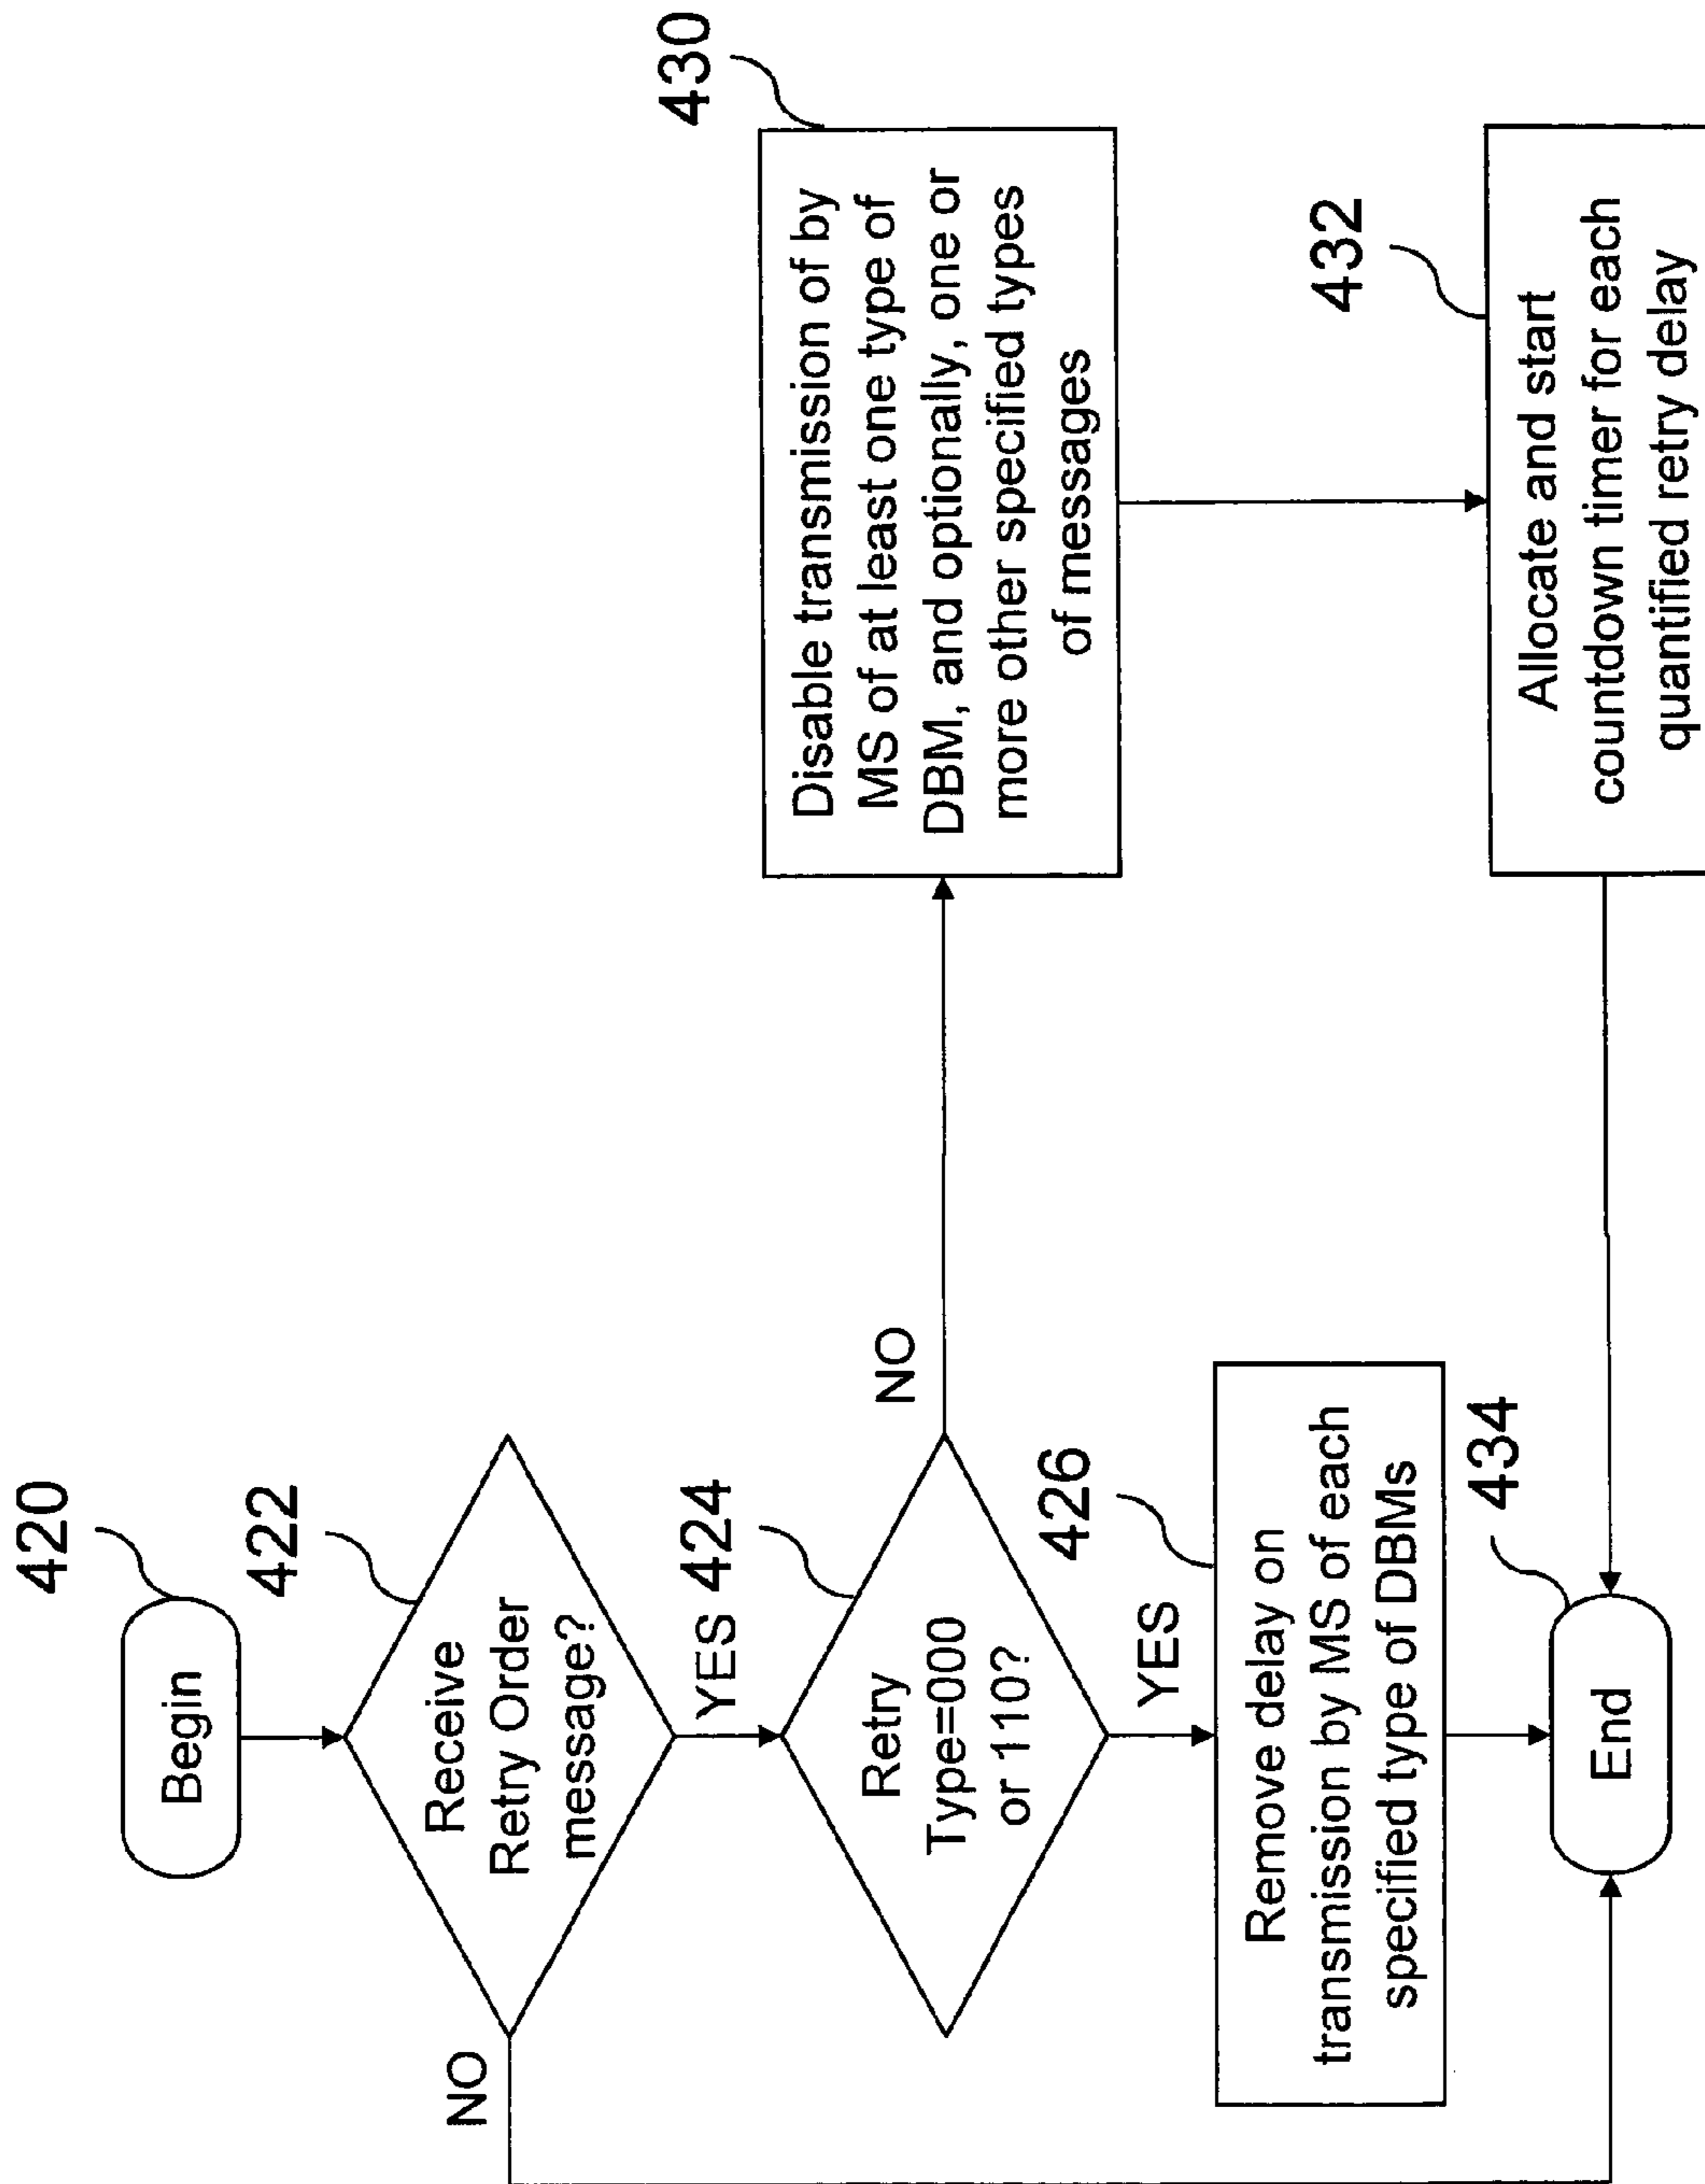 420
Begin
422
Receive
Retry Order
message?
NO
YES
424
Retry
Type=000
or 110?
NO
YES
426
Remove delay on
transmission by MS of each
specified type of DBMs
430
Disable transmission of by
MS of at least one type of
DBM, and optionally, one or
more other specified types
of messages
432
Allocate and start
countdown timer for each
quantified retry delay
434
End